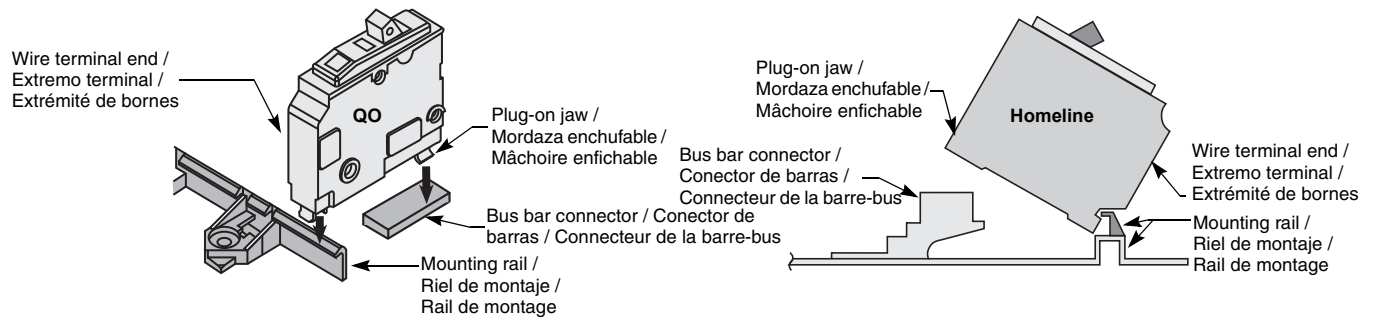 Wire terminal end /
Extremo terminal /
Extrémité de bornes
QO
Plug-on jaw /
Mordaza enchufable /
Mâchoire enfichable
Bus bar connector / Conector de
barras / Connecteur de la barre-bus
Mounting rail /
Riel de montaje /
Rail de montage
Plug-on jaw /
Mordaza enchufable /
Mâchoire enfichable
Homeline
Bus bar connector /
Conector de barras /
Connecteur de la barre-bus
Wire terminal end /
Extremo terminal /
Extrémité de bornes
Mounting rail /
Riel de montaje /
Rail de montage